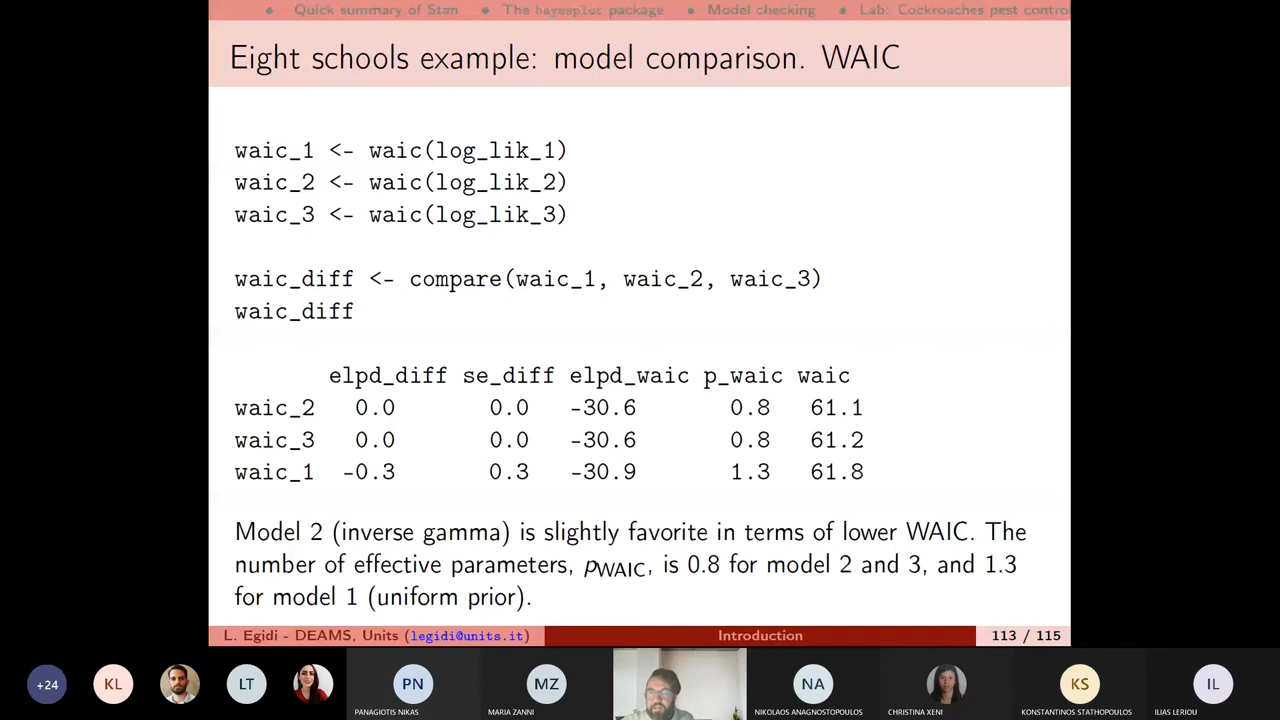 Quick summary of Stan • The bayesplot package • Model checking • Lab: Cockroaches pest contro
Eight schools example: model comparison. WAIC
waic_1 <- waic(log_lik_1)
waic_2 <- waic(log_lik_2)
waic_3 <- waic(log_lik_3)
waic_diff <- compare(waic_1, waic_2, waic_3)
waic_diff
elpd_diff se_diff elpd_waic p_waic waic
waic_2 0.0 0.0 -30.6 0.8 61.1
waic_3 0.0 0.0 -30.6 0.8 61.2
waic_1 -0.3 0.3 -30.9 1.3 61.8
Model 2 (inverse gamma) is slightly favorite in terms of lower WAIC. The
number of effective parameters, pWAIC, is 0.8 for model 2 and 3, and 1.3
for model 1 (uniform prior).
L. Egidi - DEAMS, Units (legidi@units.it) Introduction 113 / 115
+24 KL LT PN MZ NA KS IL
PANAGIOTIS NIKAS MARIA ZANNI NIKOLAOS ANAGNOSTOPOULOS CHRISTINA XENI KONSTANTINOS STATHOPOULOS ILIAS LERIOU